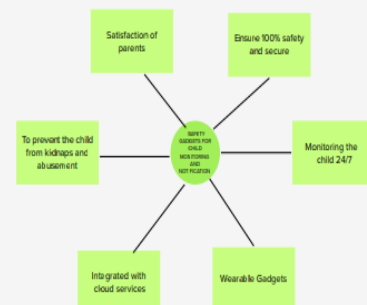 Satisfaction of
parents
Ensure 100% safety
and secure
To prevent the child
from kidnaps and
abusement
SAFETY
GADGETS FOR
CHILD
MONITORING
AND
NOTFICATION
Monitoring the
child 24/7
Integrated with
cloud services
Wearable Gadgets